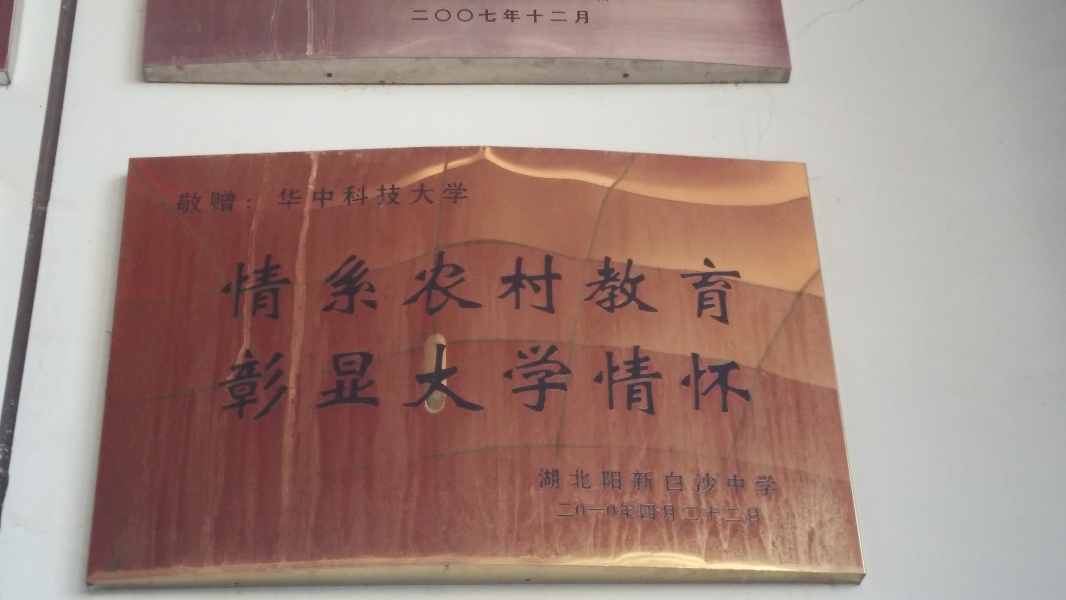 二〇〇七年十二月
敬赠：华中科技大学
情系农村教育
彰显大学情怀
湖北阳新白沙中学
二0一0年四月二十二日